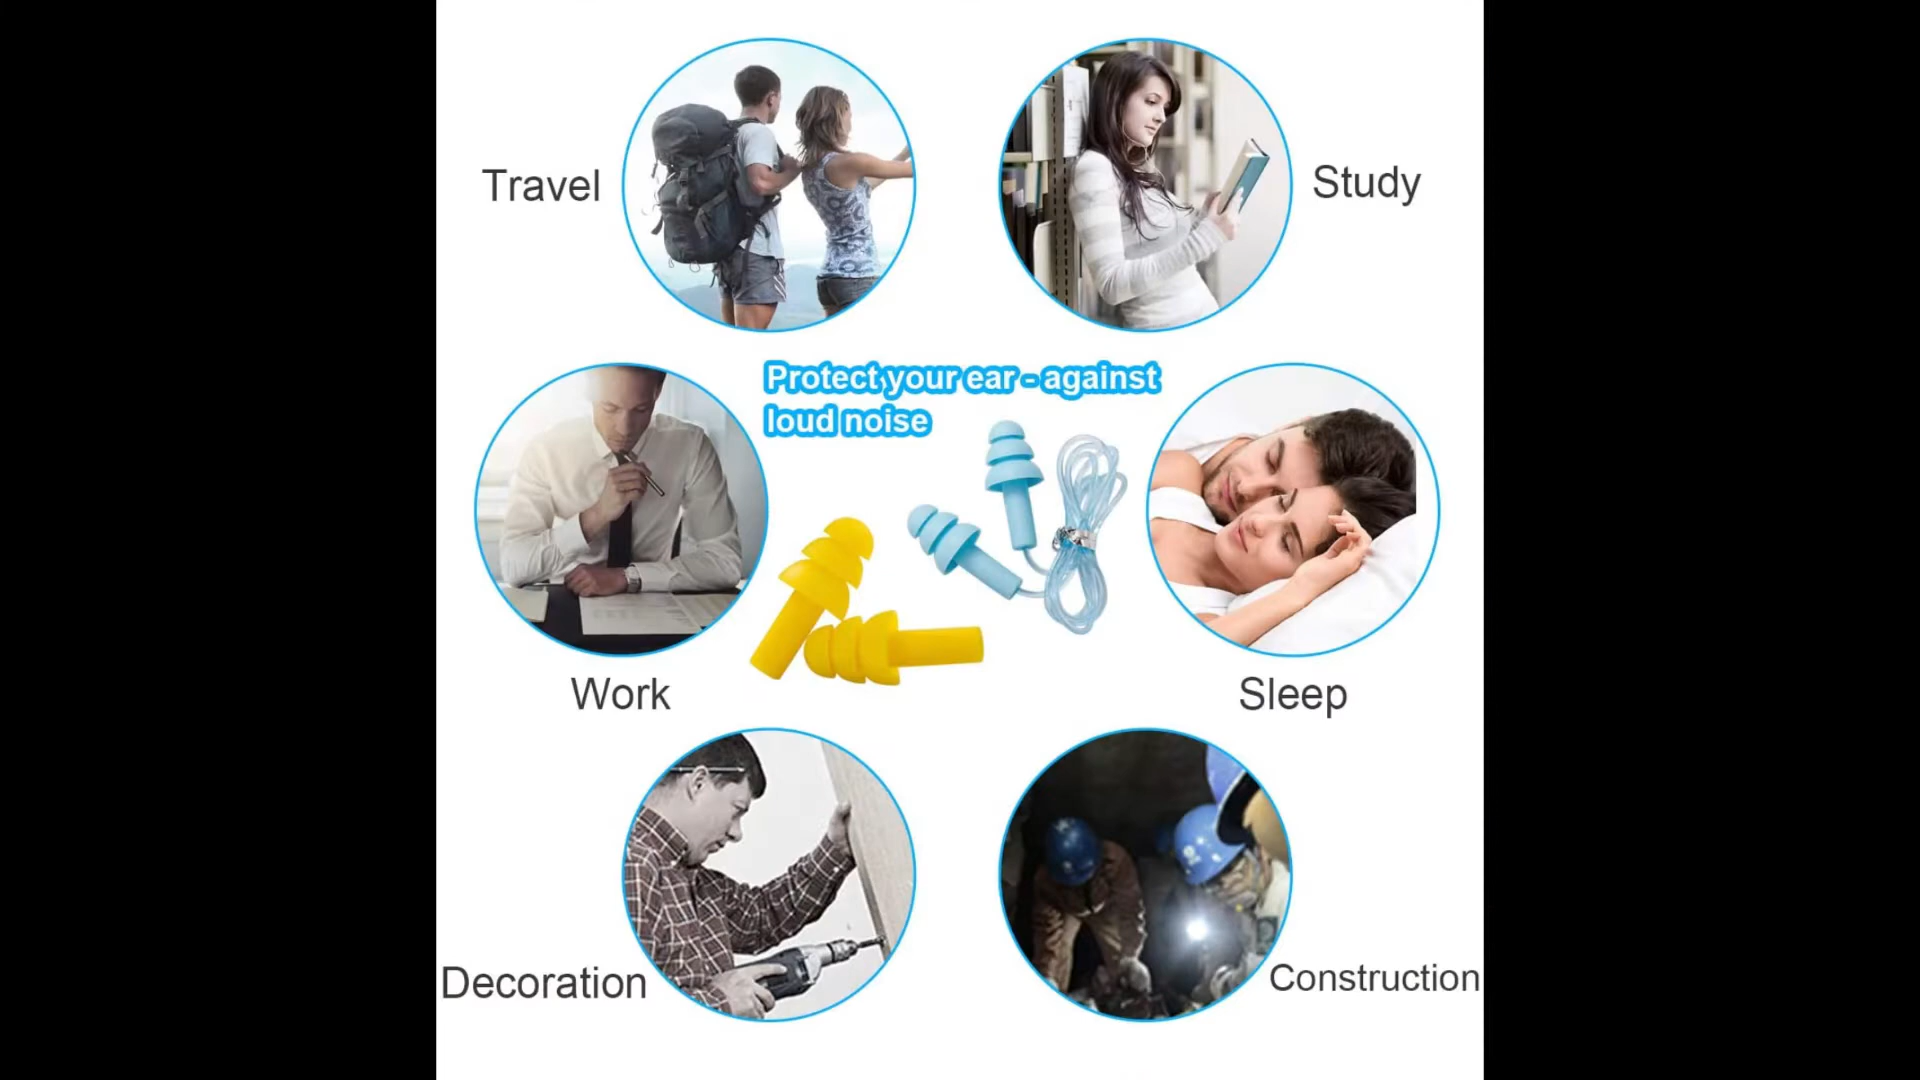 Travel
Study
Protect your ear - against
loud noise
Work
Sleep
Decoration
Construction